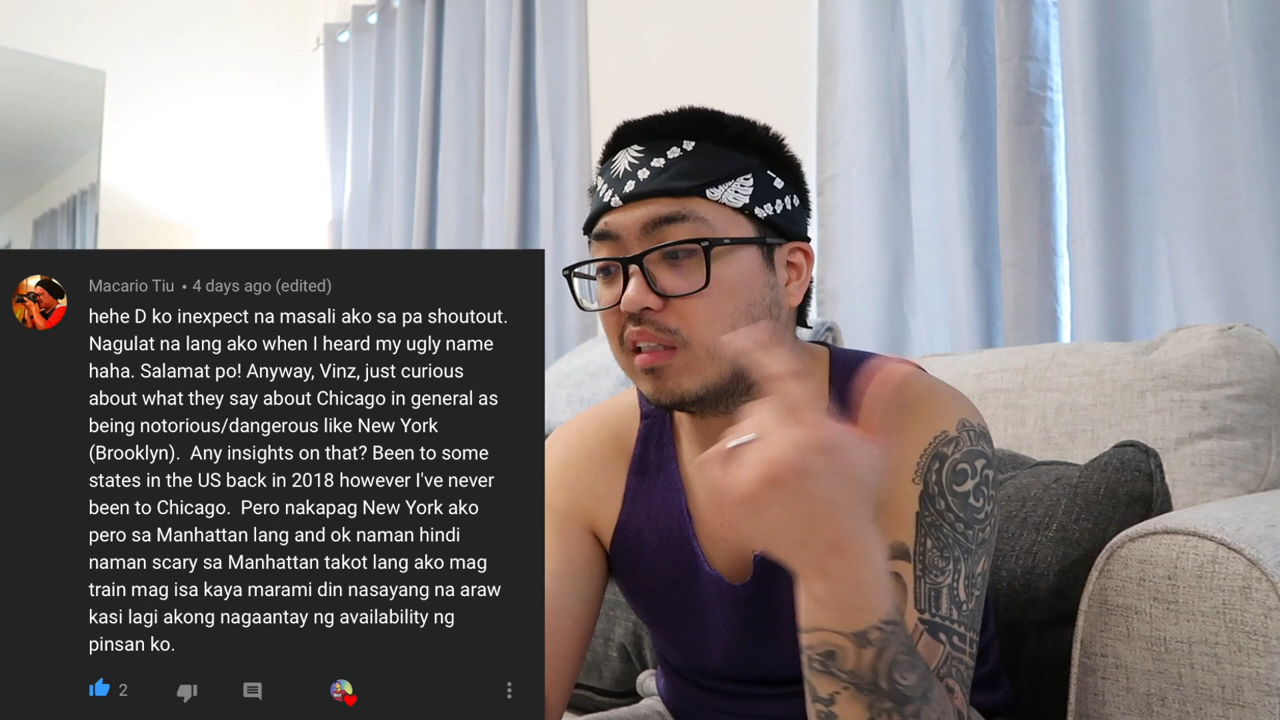 Macario Tiu • 4 days ago (edited)
hehe D ko inexpect na masali ako sa pa shoutout.
Nagulat na lang ako when I heard my ugly name
haha. Salamat po! Anyway, Vinz, just curious
about what they say about Chicago in general as
being notorious/dangerous like New York
(Brooklyn).  Any insights on that? Been to some
states in the US back in 2018 however I've never
been to Chicago.  Pero nakapag New York ako
pero sa Manhattan lang and ok naman hindi
naman scary sa Manhattan takot lang ako mag
train mag isa kaya marami din nasayang na araw
kasi lagi akong nagaantay ng availability ng
pinsan ko.
2